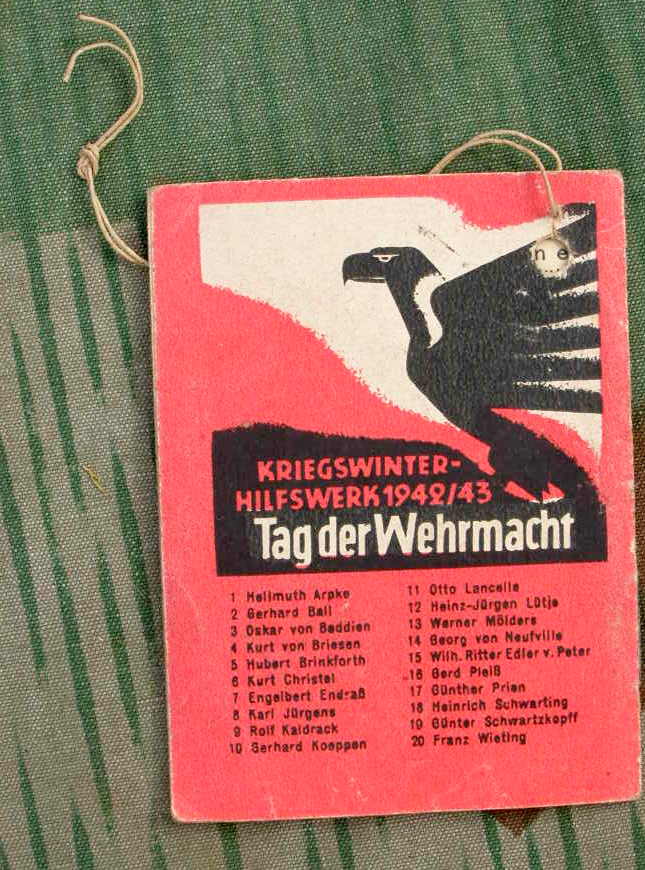 n e
KRIEGSWINTER-
HILFSWERK 1942/43
Tag der Wehrmacht
1 Hellmuth Arpke
2 Gerhard Ball
3 Oskar von Beddien
4 Kurt von Briesen
5 Hubert Brinkforth
6 Kurt Christel
7 Engelbert Endraß
8 Karl Jürgens
9 Rolf Kaldrack
10 Gerhard Koeppen
11 Otto Lancelle
12 Heinz-Jürgen Lütje
13 Werner Mölders
14 Georg von Neufville
15 Wilh. Ritter Edler v. Peter
16 Gerd Pleiß
17 Günther Prien
18 Heinrich Schwarting
19 Günter Schwartzkopff
20 Franz Wieting